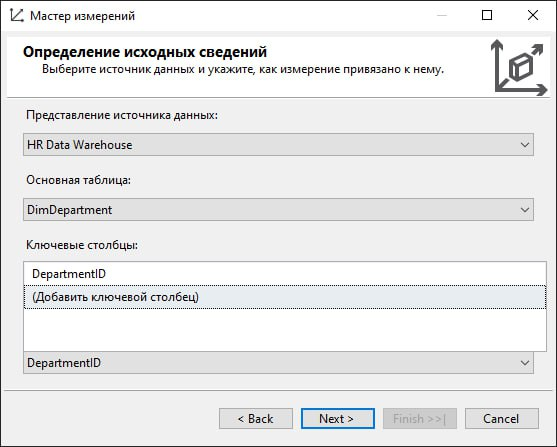 Мастер измерений
Определение исходных сведений
Выберите источник данных и укажите, как измерение привязано к нему.
Представление источника данных:
HR Data Warehouse
Основная таблица:
DimDepartment
Ключевые столбцы:
DepartmentID
(Добавить ключевой столбец)
DepartmentID
< Back
Next >
Finish >>|
Cancel